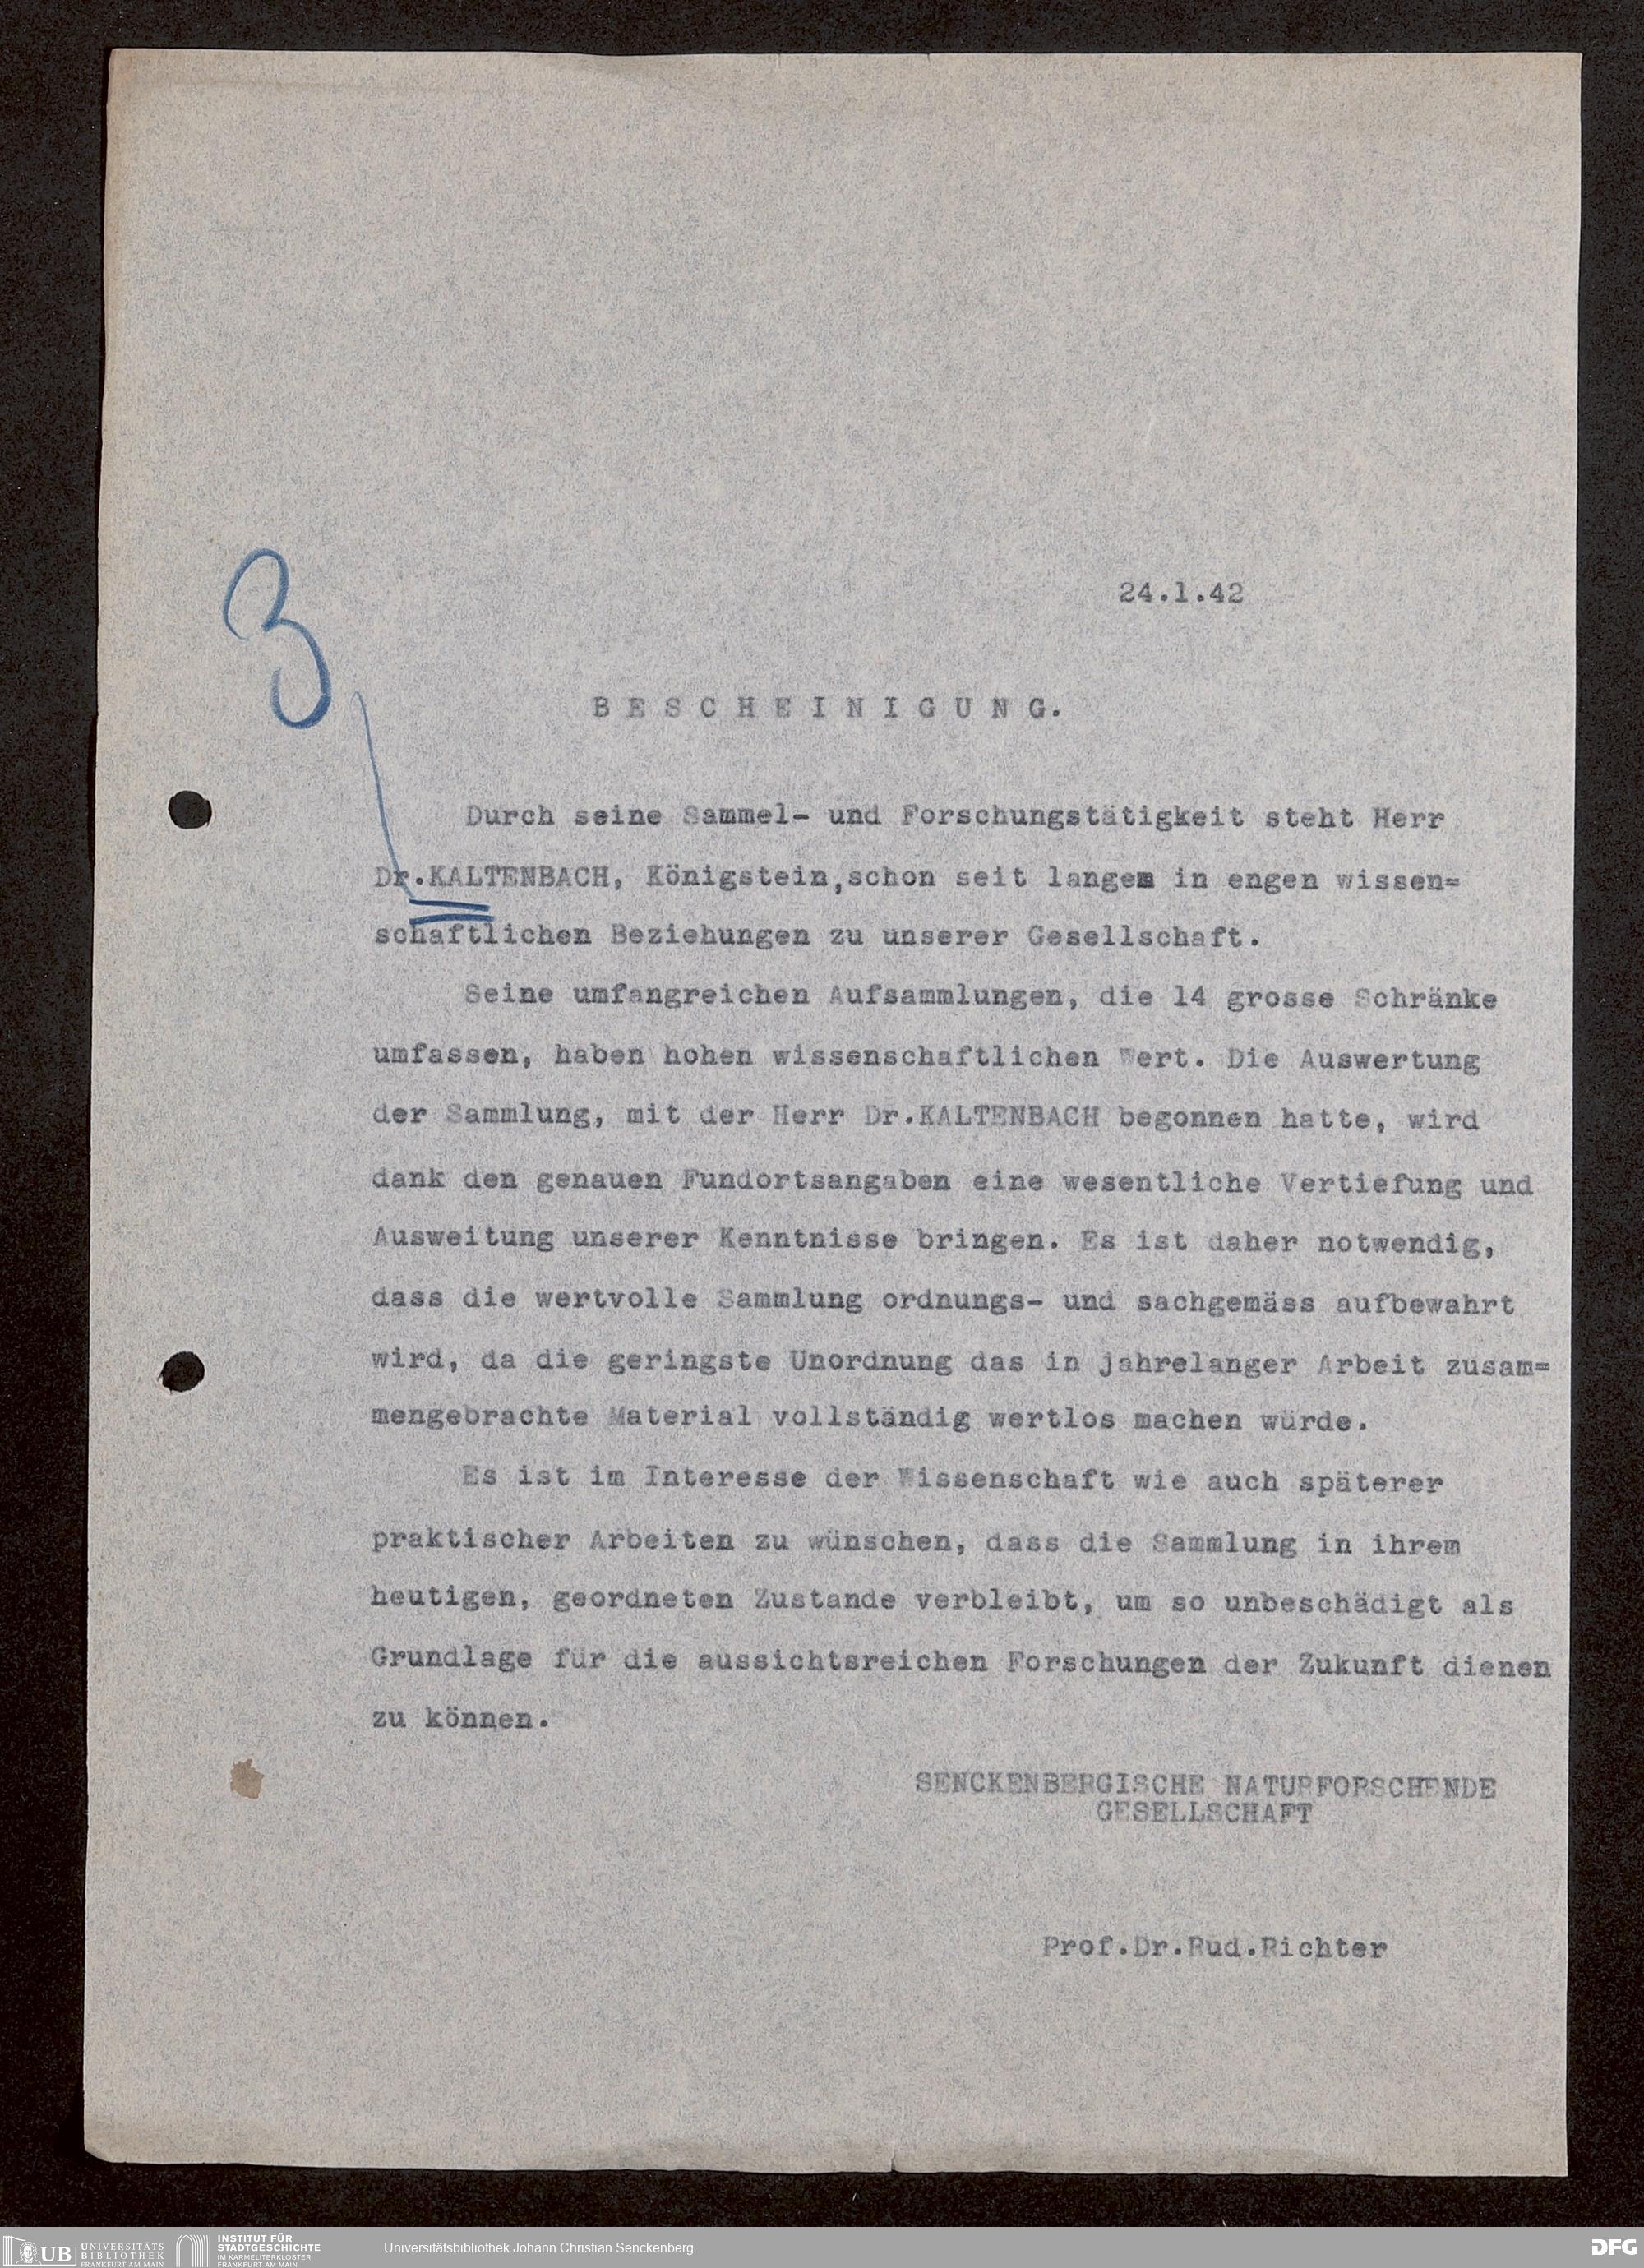 24.1.42
3
B E S C H E I N I G U N G.
Durch seine Sammel- und Forschungstätigkeit steht Herr
Dr.KALTENBACH, Königstein,schon seit langem in engen wissen=
schaftlichen Beziehungen zu unserer Gesellschaft.
Seine umfangreichen Aufsammlungen, die 14 grosse Schränke
umfassen, haben hohen wissenschaftlichen Wert. Die Auswertung
der Sammlung, mit der Herr Dr.KALTENBACH begonnen hatte, wird
dank den genauen Fundortsangaben eine wesentliche Vertiefung und
Ausweitung unserer Kenntnisse bringen. Es ist daher notwendig,
dass die wertvolle Sammlung ordnungs- und sachgemäss aufbewahrt
wird, da die geringste Unordnung das in jahrelanger Arbeit zusam=
mengebrachte Material vollständig wertlos machen würde.
Es ist im Interesse der Wissenschaft wie auch späterer
praktischer Arbeiten zu wünschen, dass die Sammlung in ihrem
heutigen, geordneten Zustande verbleibt, um so unbeschädigt als
Grundlage für die aussichtsreichen Forschungen der Zukunft dienen
zu können.
SENCKENBERGISCHE NATURFORSCHENDE
GESELLSCHAFT
Prof.Dr.Rud.Richter
UB
UNIVERSITÄTS
BIBLIOTHEK
FRANKFURT AM MAIN
INSTITUT FÜR
STADTGESCHICHTE
IM KARMELITERKLOSTER
FRANKFURT AM MAIN
Universitätsbibliothek Johann Christian Senckenberg
DFG